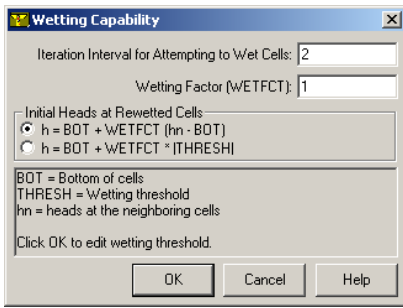 Wetting Capability
Iteration Interval for Attempting to Wet Cells: 2
Wetting Factor (WETFCT): 1
Initial Heads at Rewetted Cells
h = BOT + WETFCT (hn - BOT)
h = BOT + WETFCT * |THRESH|
BOT = Bottom of cells
THRESH = Wetting threshold
hn = heads at the neighboring cells
Click OK to edit wetting threshold.
OK Cancel Help